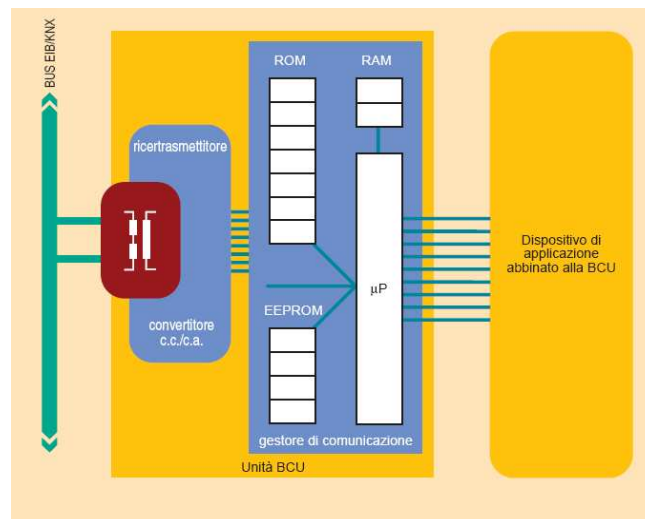 BUS EIB/KNX
ROM
RAM
ricertrasmettitore
Dispositivo di
applicazione
abbinato alla BCU
µP
EEPROM
convertitore
c.c./c.a.
gestore di comunicazione
Unità BCU